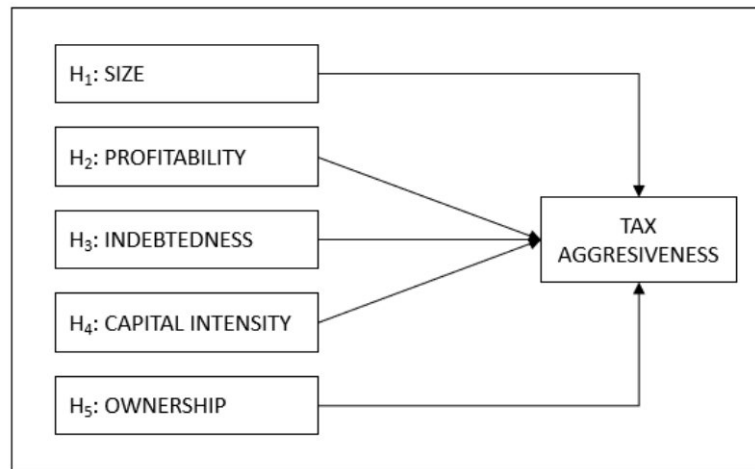 H₁: SIZE
H₂: PROFITABILITY
H₃: INDEBTEDNESS
H₄: CAPITAL INTENSITY
H₅: OWNERSHIP
TAX
AGGRESIVENESS